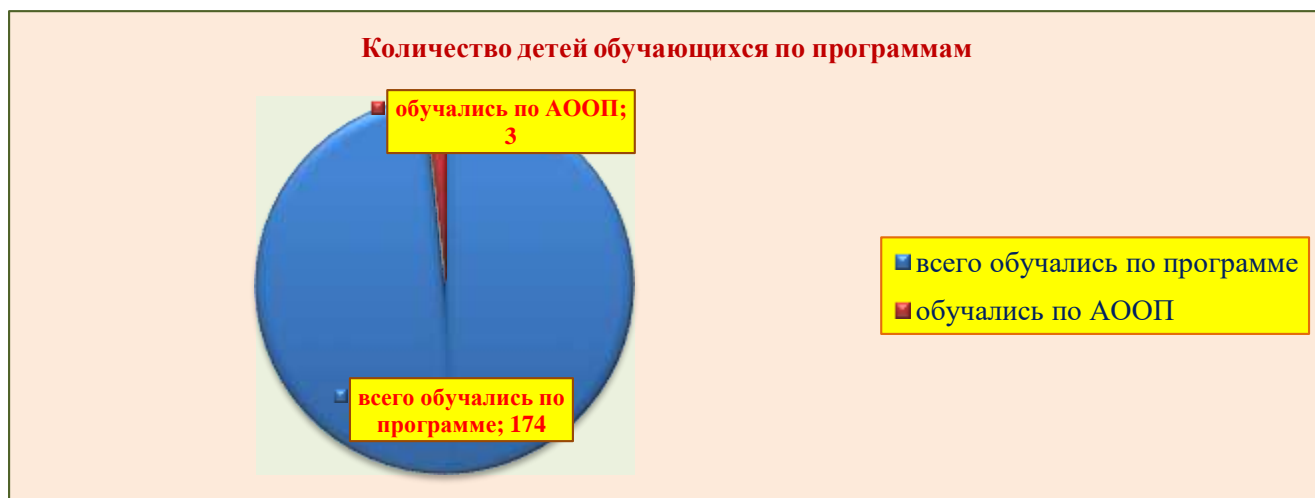 Количество детей обучающихся по программам
обучались по АООП;
3
всего обучались по
программе; 174
всего обучались по программе
обучались по АООП